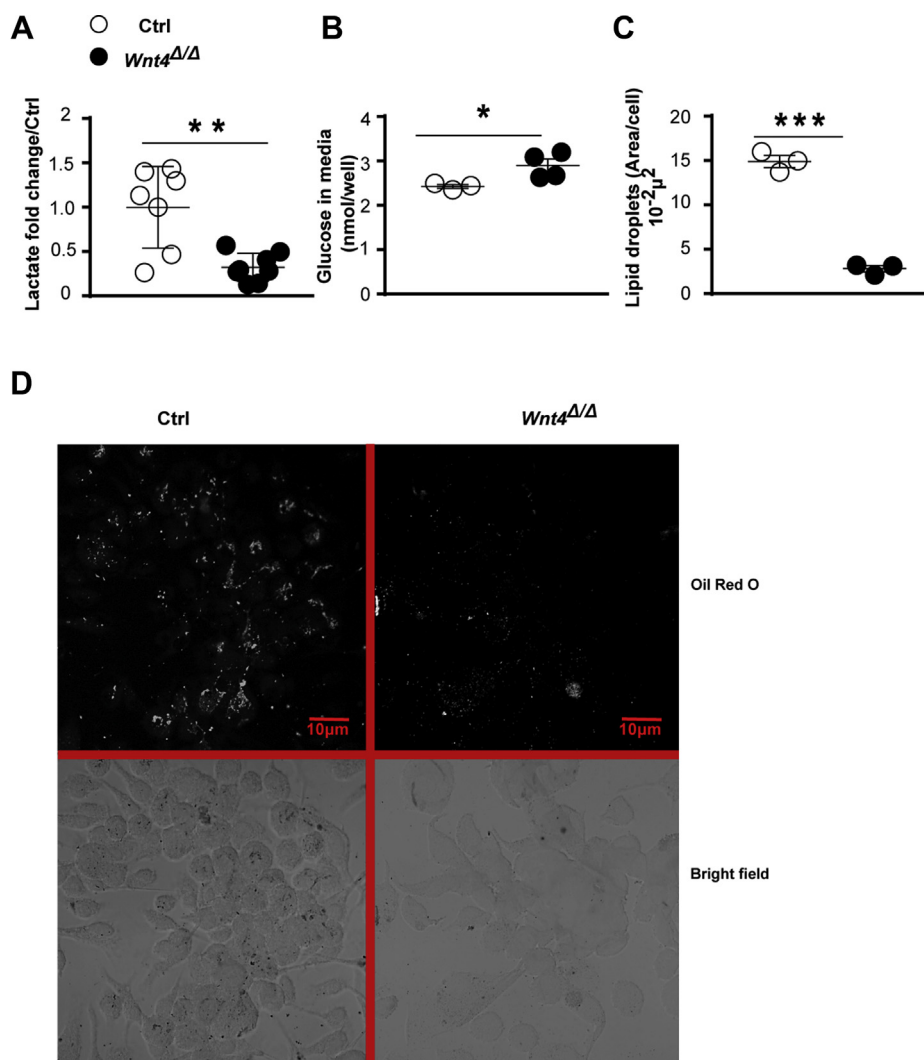 A
Ctrl
Wnt4Δ/Δ
Lactate fold change/Ctrl
2
1.5
1.0
0.5
0
* *
B
Glucose in media
(nmol/well)
4
3
2
1
0
*
C
Lipid droplets (Area/cell)
10⁻²µ²
20
15
10
5
0
***
D
Ctrl
Wnt4Δ/Δ
Oil Red O
10µm
10µm
Bright field